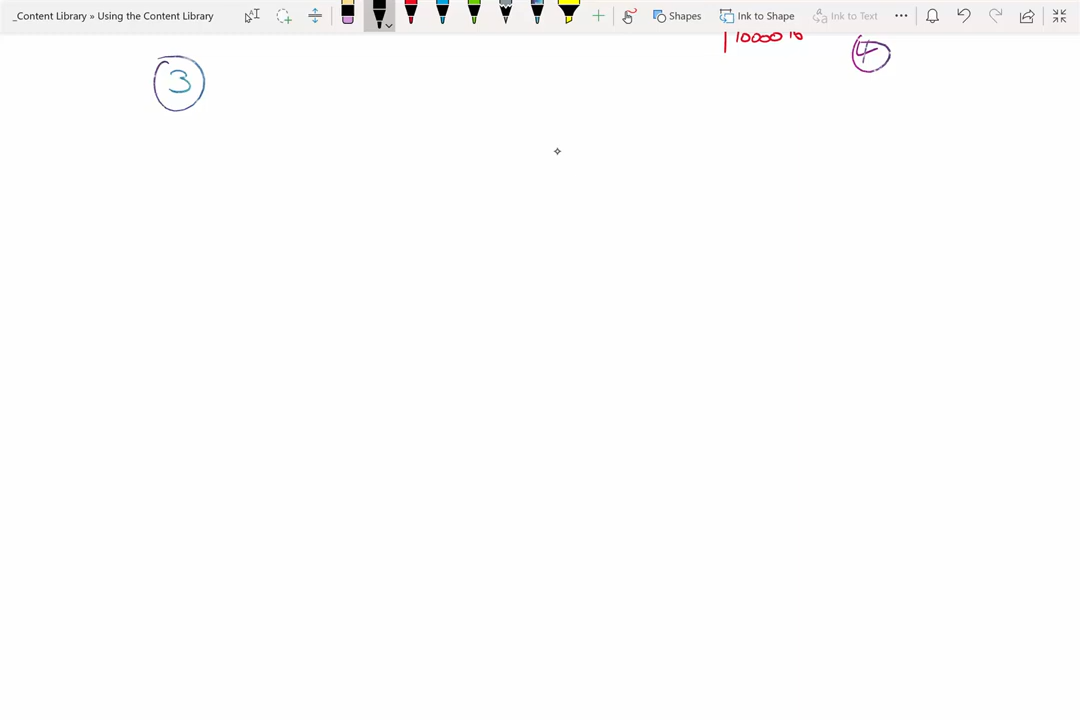 _Content Library » Using the Content Library
Shapes
Ink to Shape
Ink to Text
3
4